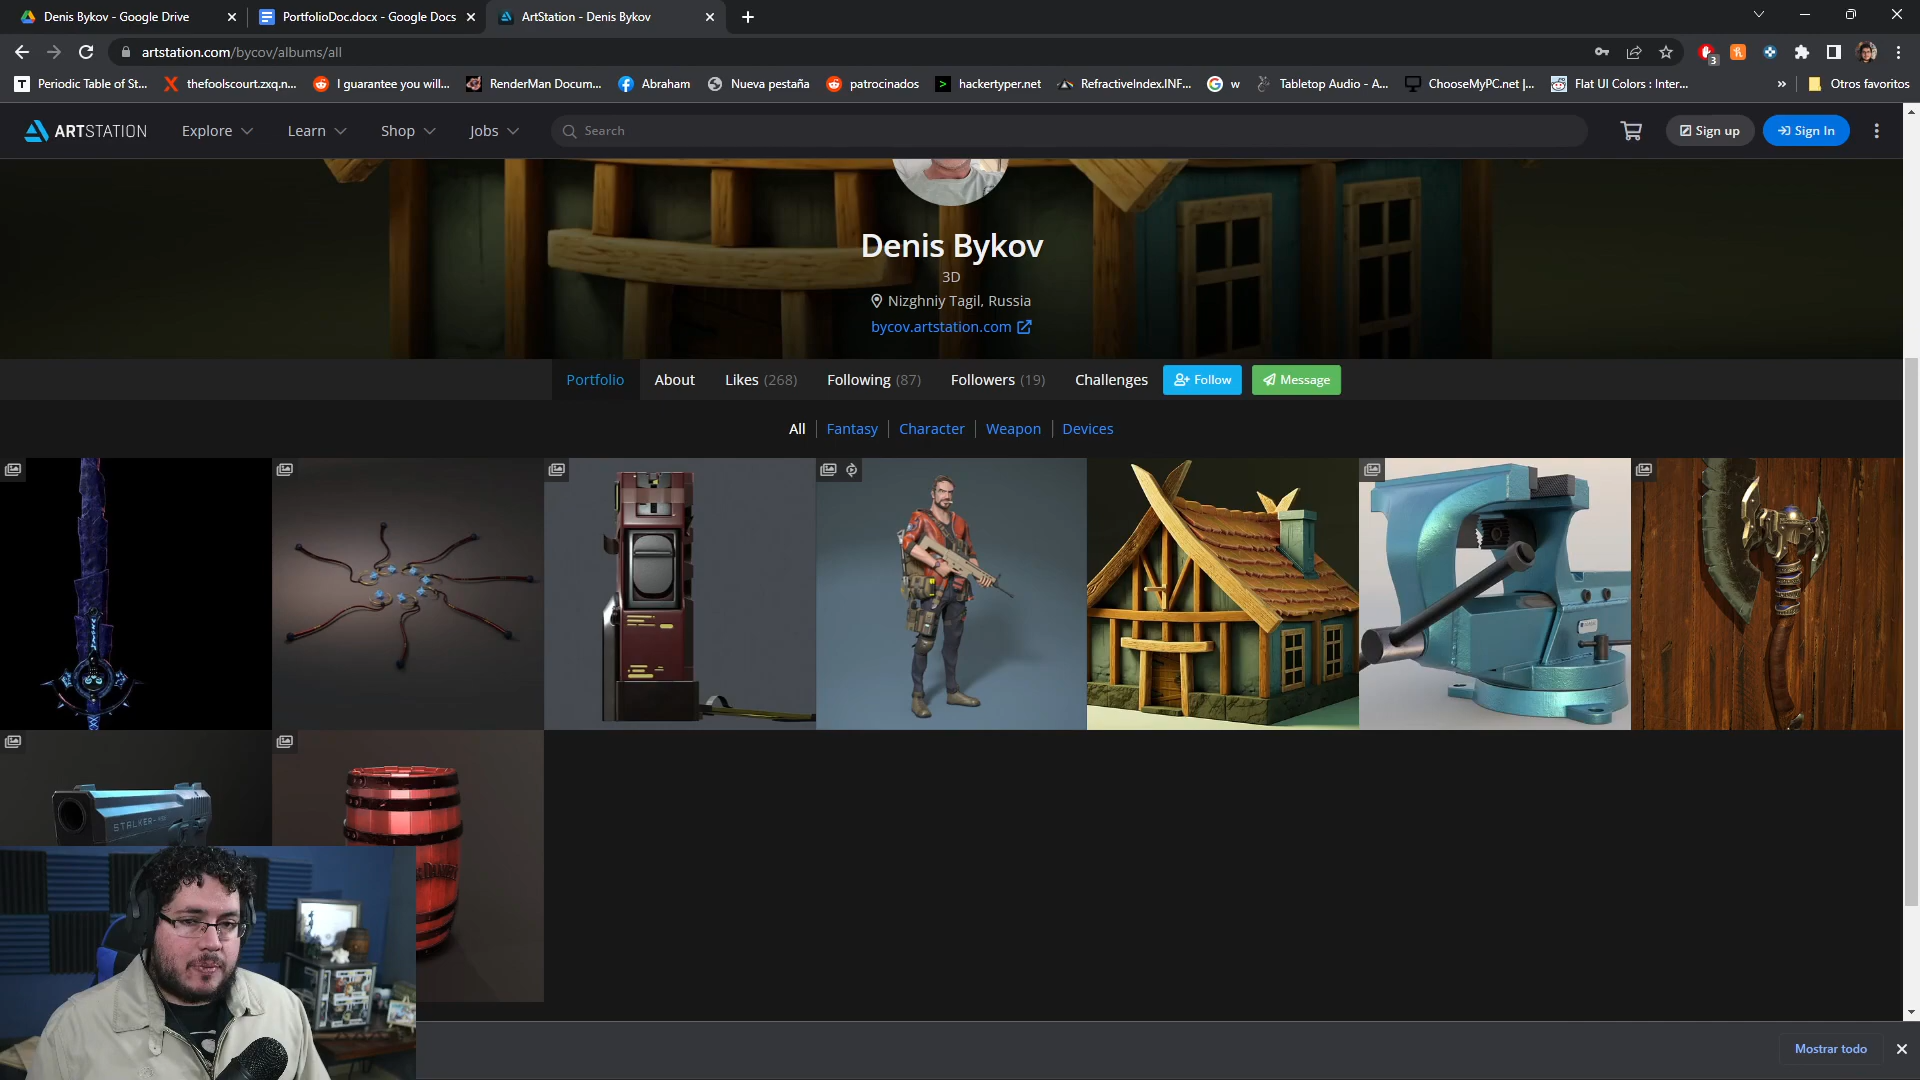 Denis Bykov - Google Drive
PortfolioDoc.docx - Google Docs
ArtStation - Denis Bykov
artstation.com/bycov/albums/all
3
Periodic Table of St...
thefoolscourt.zxq.n...
I guarantee you will...
RenderMan Docum...
Abraham
Nueva pestaña
patrocinados
hackertyper.net
RefractiveIndex.INF...
w
Tabletop Audio - A...
ChooseMyPC.net |...
Flat UI Colors : Inter...
»
Otros favoritos
ARTSTATION
Explore
Learn
Shop
Jobs
Search
Sign up
Sign In
Denis Bykov
3D
Nizghniy Tagil, Russia
bycov.artstation.com
Portfolio
About
Likes (268)
Following (87)
Followers (19)
Challenges
Follow
Message
All
Fantasy
Character
Weapon
Devices
Mostrar todo